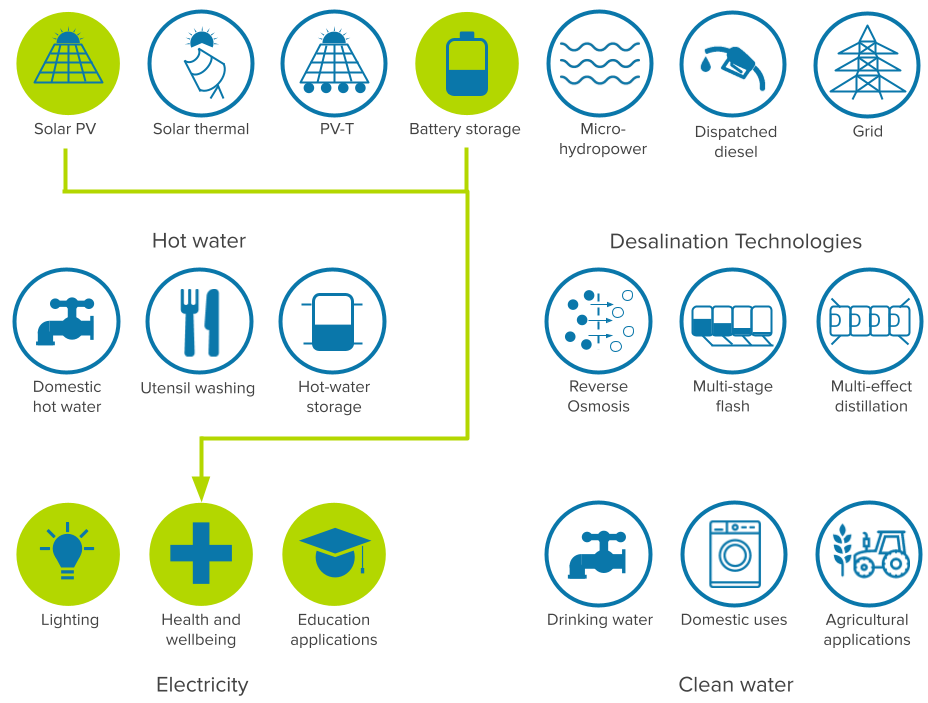 Solar PV
Solar thermal
PV-T
Battery storage
Micro-
hydropower
Dispatched
diesel
Grid
Hot water
Desalination Technologies
Domestic
hot water
Utensil washing
Hot-water
storage
Reverse
Osmosis
Multi-stage
flash
Multi-effect
distillation
Lighting
Health and
wellbeing
Education
applications
Drinking water
Domestic uses
Agricultural
applications
Electricity
Clean water